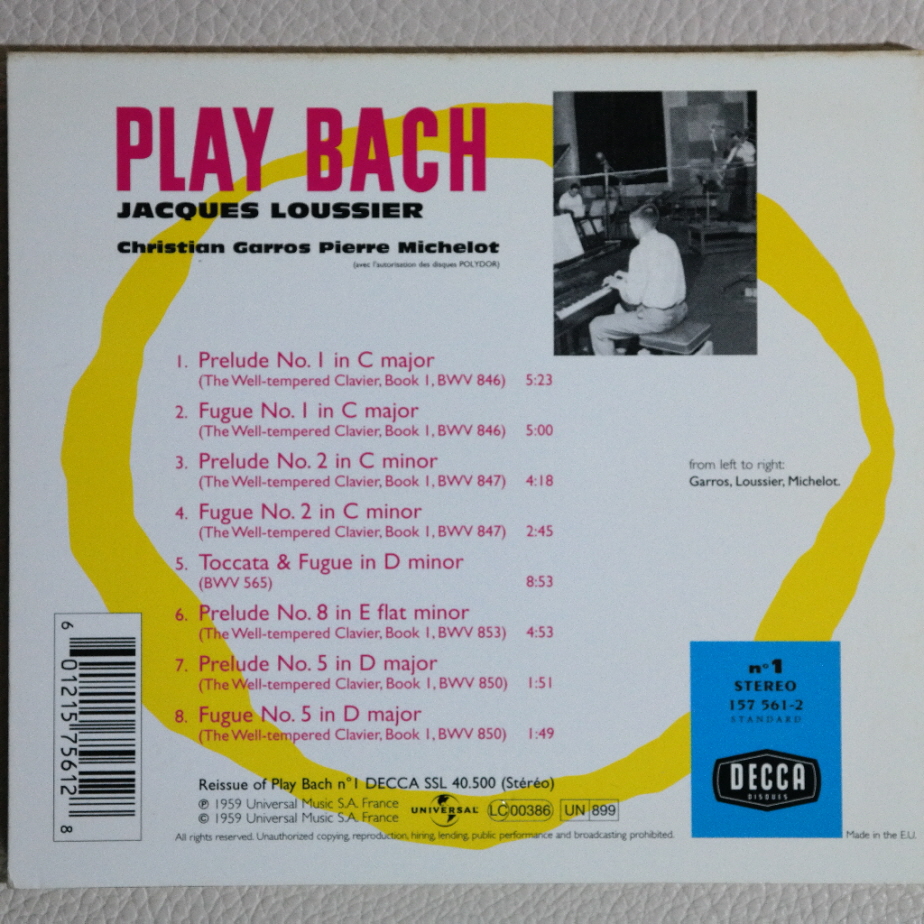 PLAY BACH
JACQUES LOUSSIER
Christian Garros Pierre Michelot
(avec l'autorisation des disques POLYDOR)
1. Prelude No. 1 in C major
(The Well-tempered Clavier, Book 1, BWV 846) 5:23
2. Fugue No. 1 in C major
(The Well-tempered Clavier, Book 1, BWV 846) 5:00
3. Prelude No. 2 in C minor
(The Well-tempered Clavier, Book 1, BWV 847) 4:18
4. Fugue No. 2 in C minor
(The Well-tempered Clavier, Book 1, BWV 847) 2:45
5. Toccata & Fugue in D minor
(BWV 565) 8:53
6. Prelude No. 8 in E flat minor
(The Well-tempered Clavier, Book 1, BWV 853) 4:53
7. Prelude No. 5 in D major
(The Well-tempered Clavier, Book 1, BWV 850) 1:51
8. Fugue No. 5 in D major
(The Well-tempered Clavier, Book 1, BWV 850) 1:49
from left to right:
Garros, Loussier, Michelot.
6 01215 75612 8
n°1
STEREO
157 561-2
STANDARD
DECCA
DISQUES
Reissue of Play Bach n°1 DECCA SSL 40.500 (Stéréo)
℗ 1959 Universal Music S.A. France
© 1959 Universal Music S.A. France
UNIVERSAL
LC 00386
UN 899
All rights reserved. Unauthorized copying, reproduction, hiring, lending, public performance and broadcasting prohibited.
Made in the E.U.